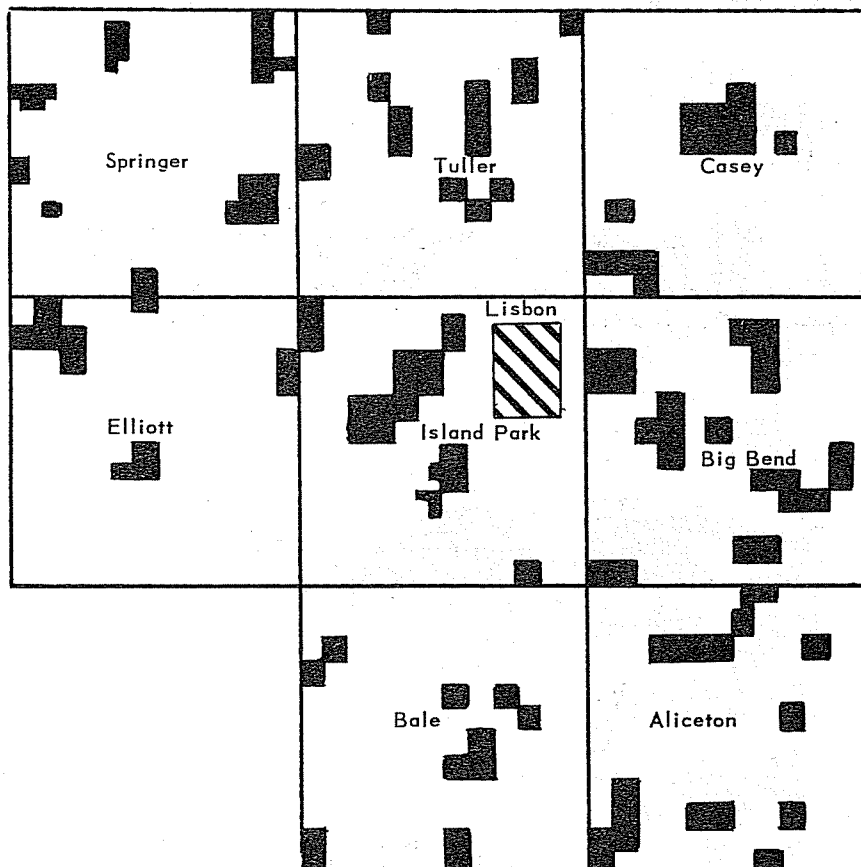 Springer
Tuller
Casey
Lisbon
Elliott
Island Park
Big Bend
Bale
Aliceton